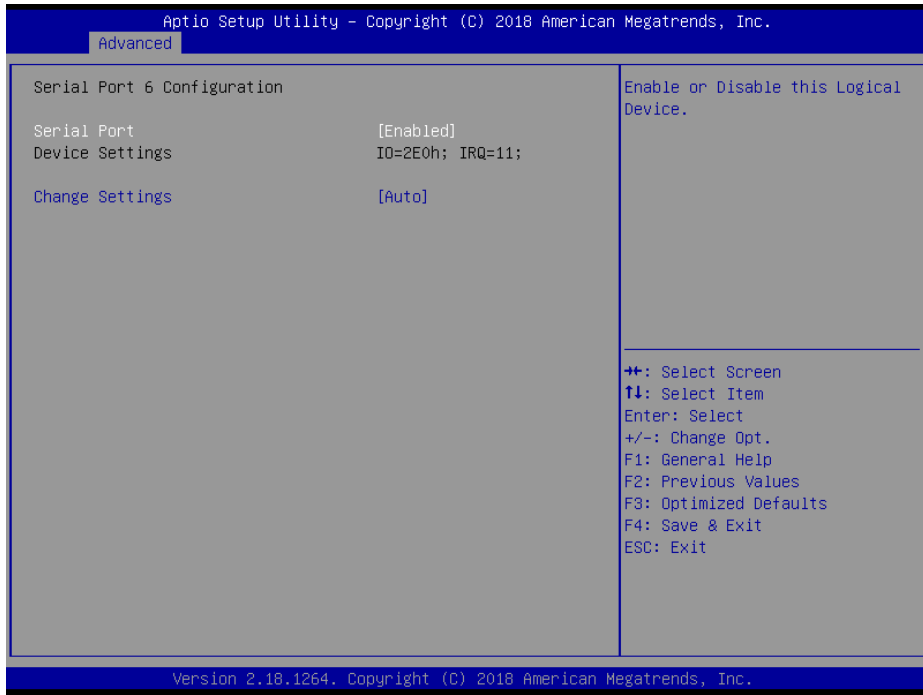 Aptio Setup Utility – Copyright (C) 2018 American Megatrends, Inc.
Advanced
Serial Port 6 Configuration
Serial Port [Enabled]
Device Settings IO=2E0h; IRQ=11;
Change Settings [Auto]
Enable or Disable this Logical
Device.
→←: Select Screen
↑↓: Select Item
Enter: Select
+/-: Change Opt.
F1: General Help
F2: Previous Values
F3: Optimized Defaults
F4: Save & Exit
ESC: Exit
Version 2.18.1264. Copyright (C) 2018 American Megatrends, Inc.